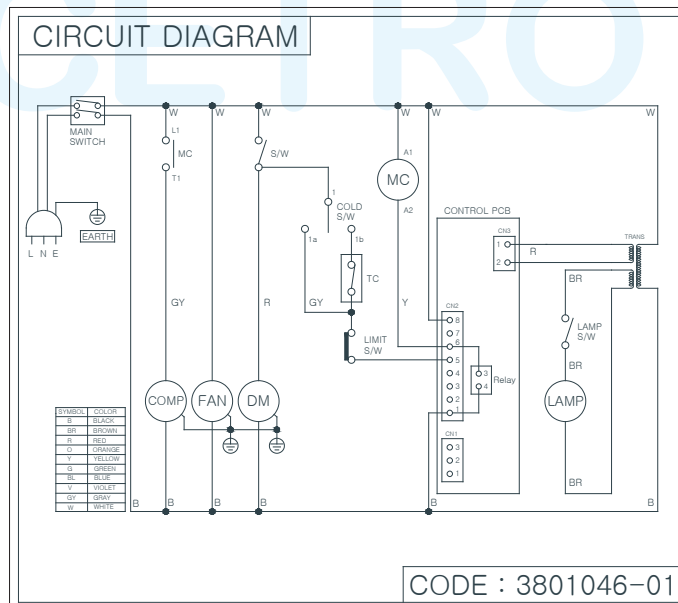 CETRO
CIRCUIT DIAGRAM
W W W W W W
MAIN
SWITCH
L1
MC
T1
S/W
A1
MC
A2
1
COLD
S/W
1a 1b
CONTROL PCB
CN3
1
2
R
TRANS
EARTH
L N E
TC
BR
GY R GY Y
CN2
8
7
6
5
4
3
2
1
3
4
Relay
LIMIT
S/W
LAMP
S/W
BR
COMP FAN DM LAMP
CN1
3
2
1
BR
SYMBOL COLOR
B BLACK
BR BROWN
R RED
O ORANGE
Y YELLOW
G GREEN
BL BLUE
V VIOLET
GY GRAY
W WHITE
B B B B B B
CODE : 3801046-01